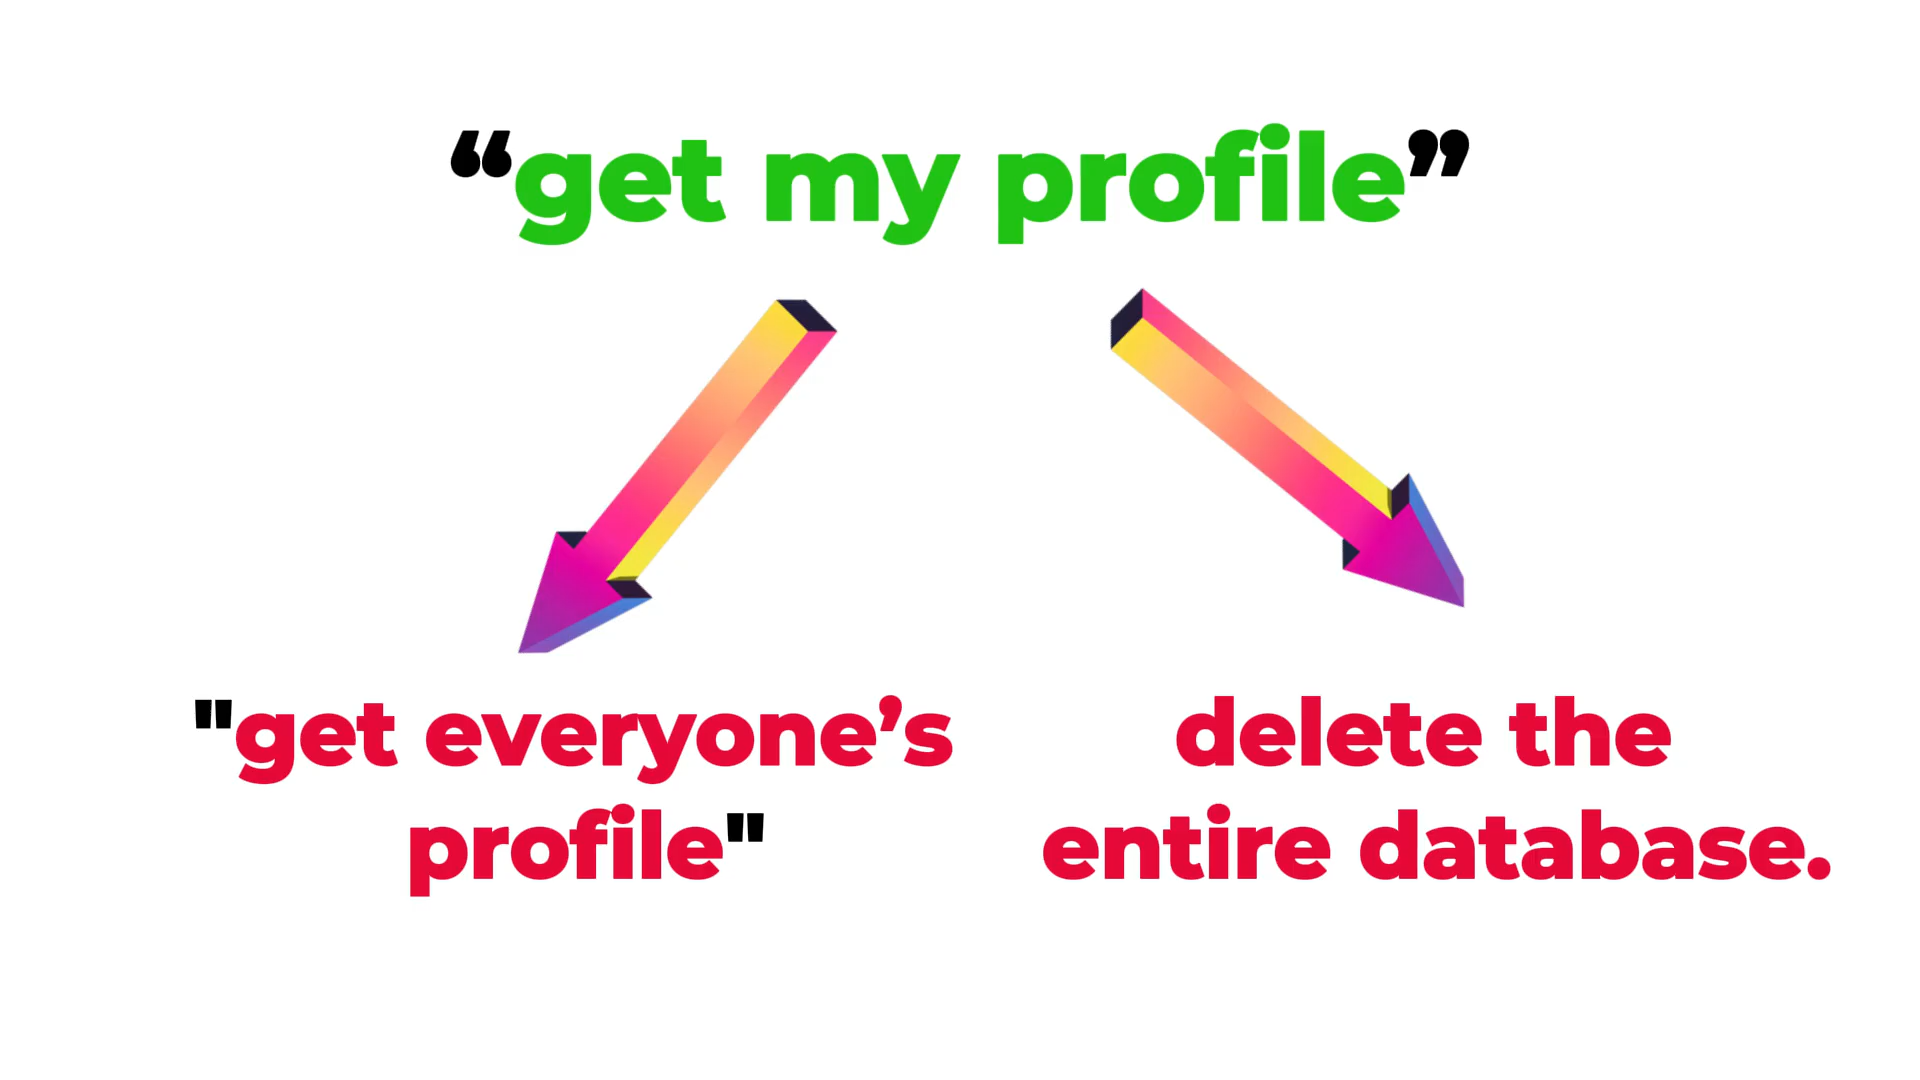 “get my profile”
"get everyone’s
profile"
delete the
entire database.